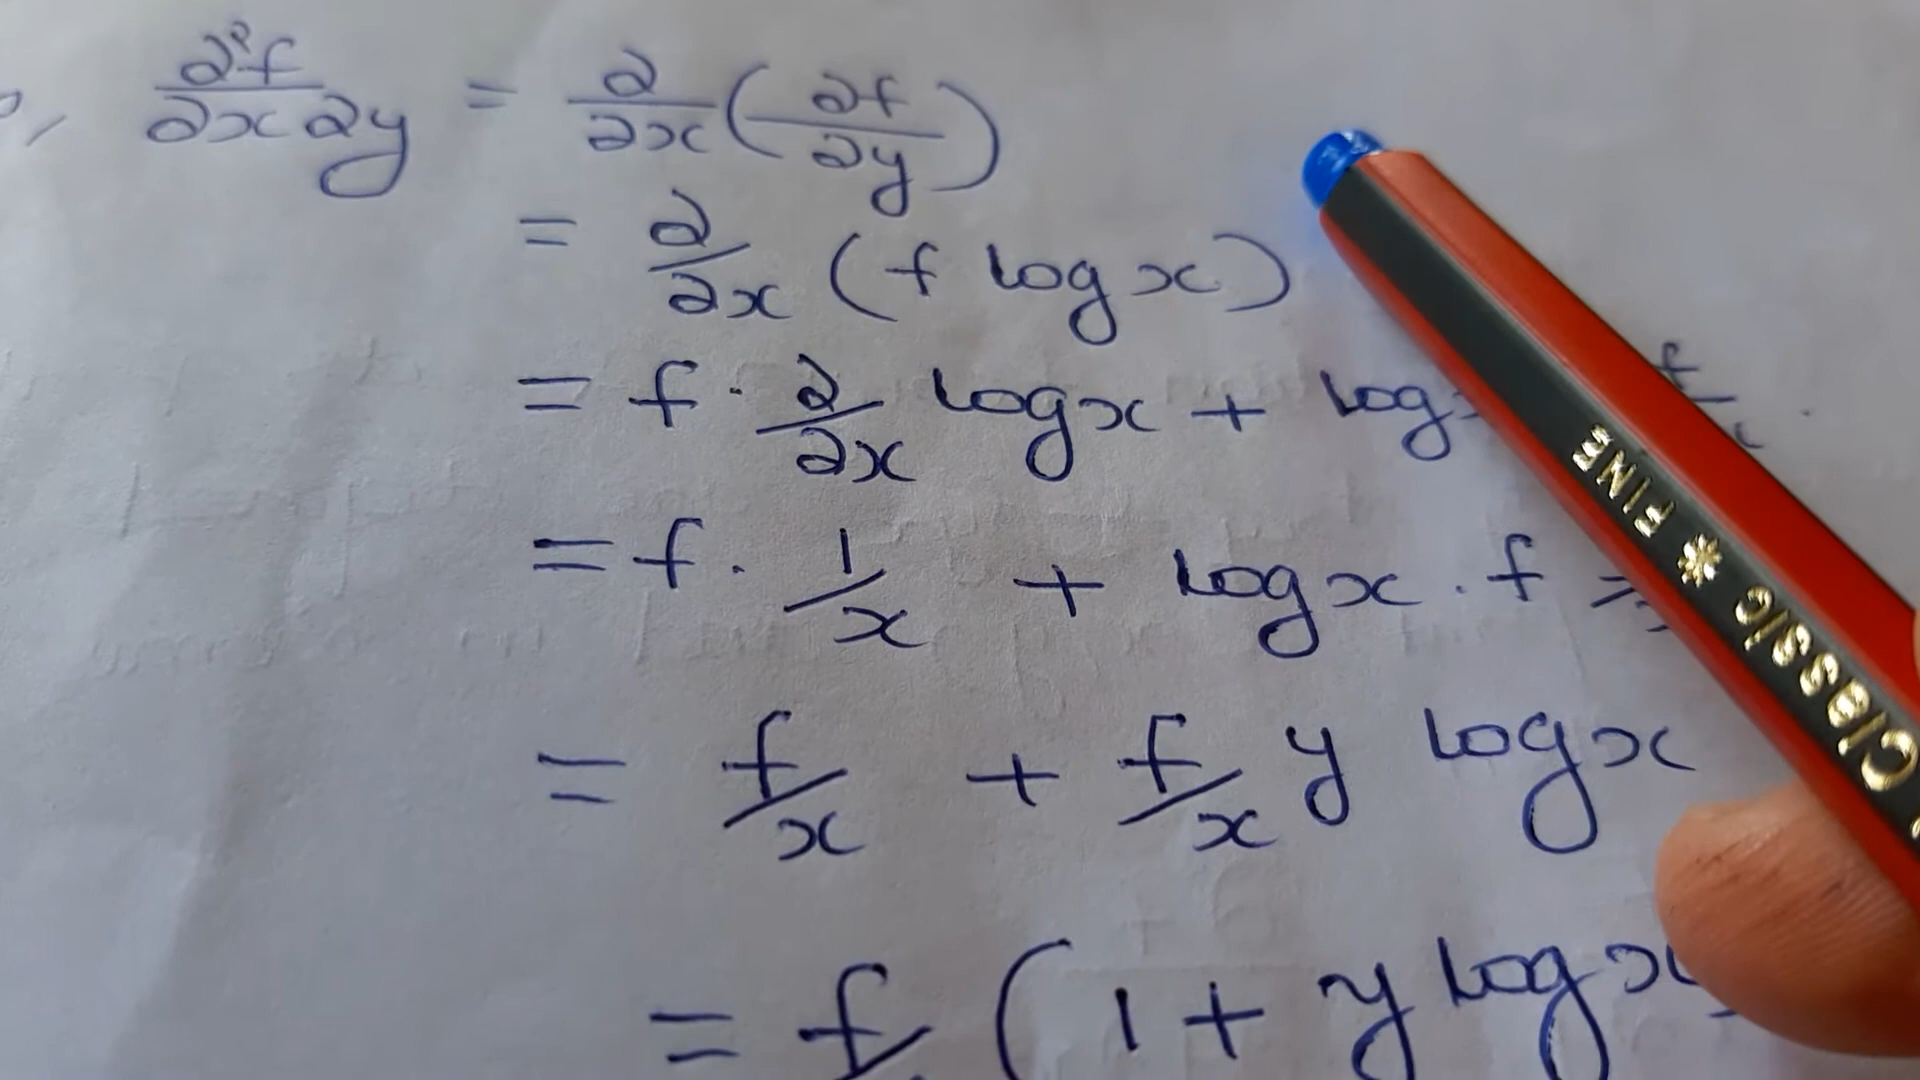 , ∂²f/∂x∂y = ∂/∂x (∂f/∂y)
= ∂/∂x (f log x)
= f · ∂/∂x log x + log
= f · 1/x + log x · f
= f/x + f/x y log x
= f/ (1 + y log x
Classic * FINE